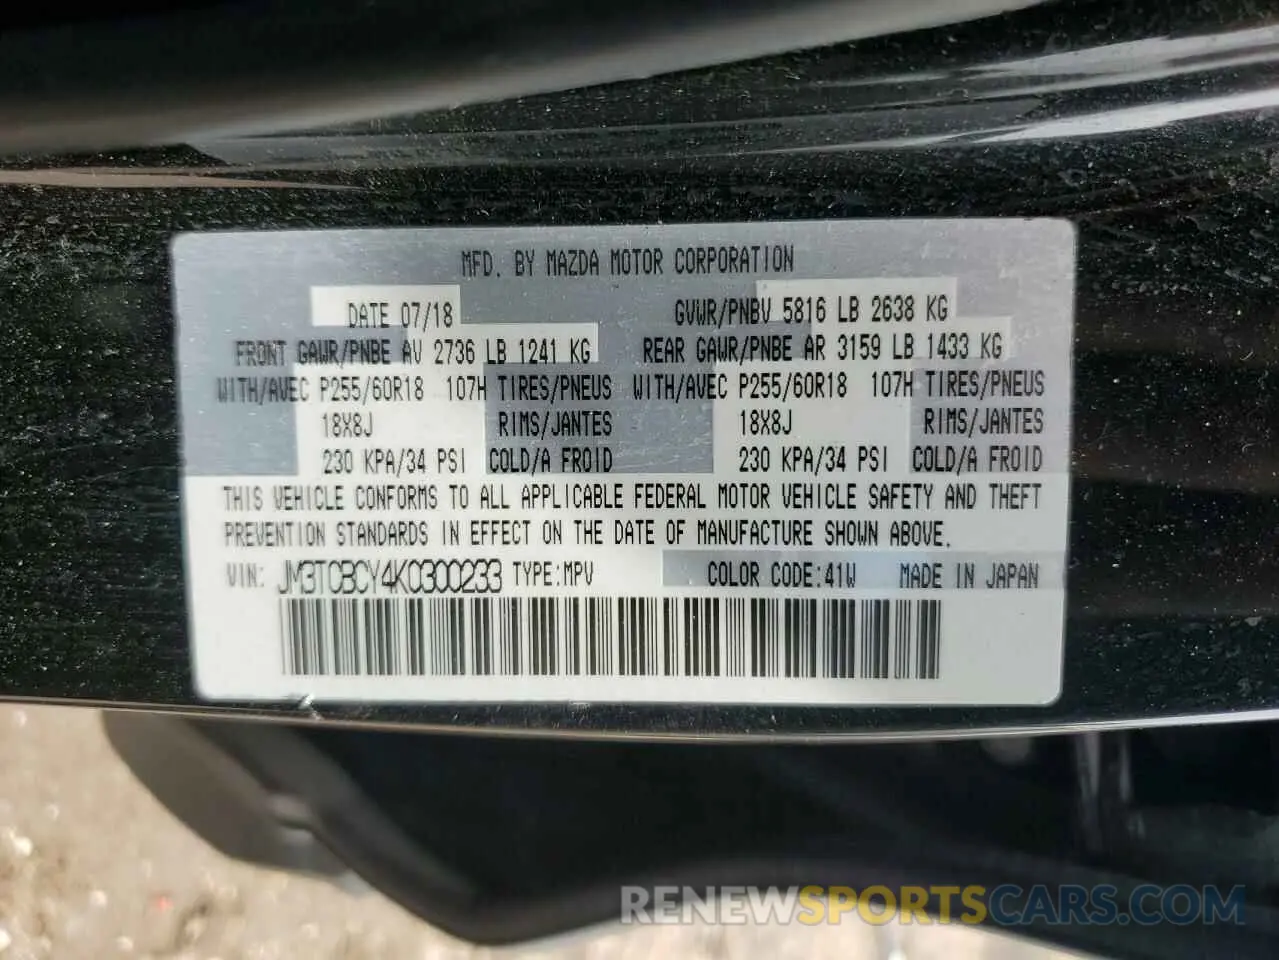 MFD. BY MAZDA MOTOR CORPORATION
DATE 07/18 GVWR/PNBV 5816 LB 2638 KG
FRONT GAWR/PNBE AV 2736 LB 1241 KG REAR GAWR/PNBE AR 3159 LB 1433 KG
WITH/AVEC P255/60R18 107H TIRES/PNEUS WITH/AVEC P255/60R18 107H TIRES/PNEUS
18X8J RIMS/JANTES 18X8J RIMS/JANTES
230 KPA/34 PSI COLD/A FROID 230 KPA/34 PSI COLD/A FROID
THIS VEHICLE CONFORMS TO ALL APPLICABLE FEDERAL MOTOR VEHICLE SAFETY AND THEFT
PREVENTION STANDARDS IN EFFECT ON THE DATE OF MANUFACTURE SHOWN ABOVE.
VIN: JM3TCBCY4K0300233 TYPE:MPV COLOR CODE:41W MADE IN JAPAN
RENEWSPORTSCARS.COM